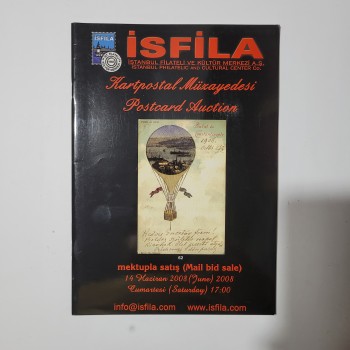 İSFİLA
İSFİLA
İSTANBUL FİLATELİ VE KÜLTÜR MERKEZİ A.Ş.
ISTANBUL PHILATELIC AND CULTURAL CENTER Co.
Kartpostal Müzayedesi
Postcard Auction
62
mektupla satış (Mail bid sale)
14 Haziran 2008 (June) 2008
Cumartesi (Saturday) 17:00
info@isfila.com www.isfila.com